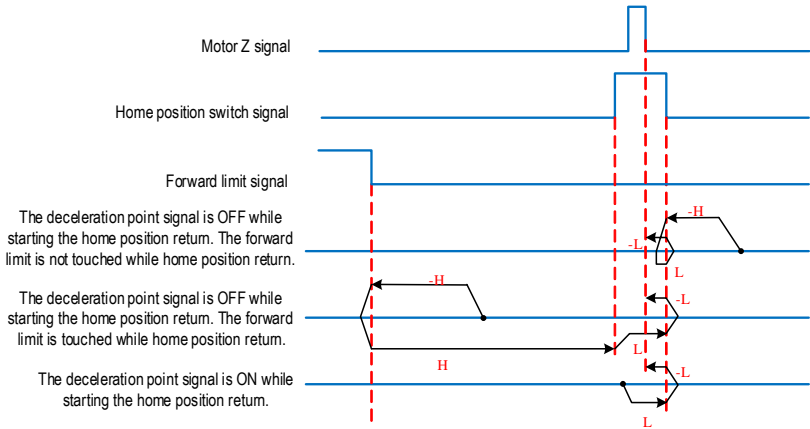 Motor Z signal
Home position switch signal
Forward limit signal
The deceleration point signal is OFF while
starting the home position return. The forward
limit is not touched while home position return.
-H
-L
L
The deceleration point signal is OFF while
starting the home position return. The forward
limit is touched while home position return.
-H
-L
L
H
The deceleration point signal is ON while
starting the home position return.
-L
L